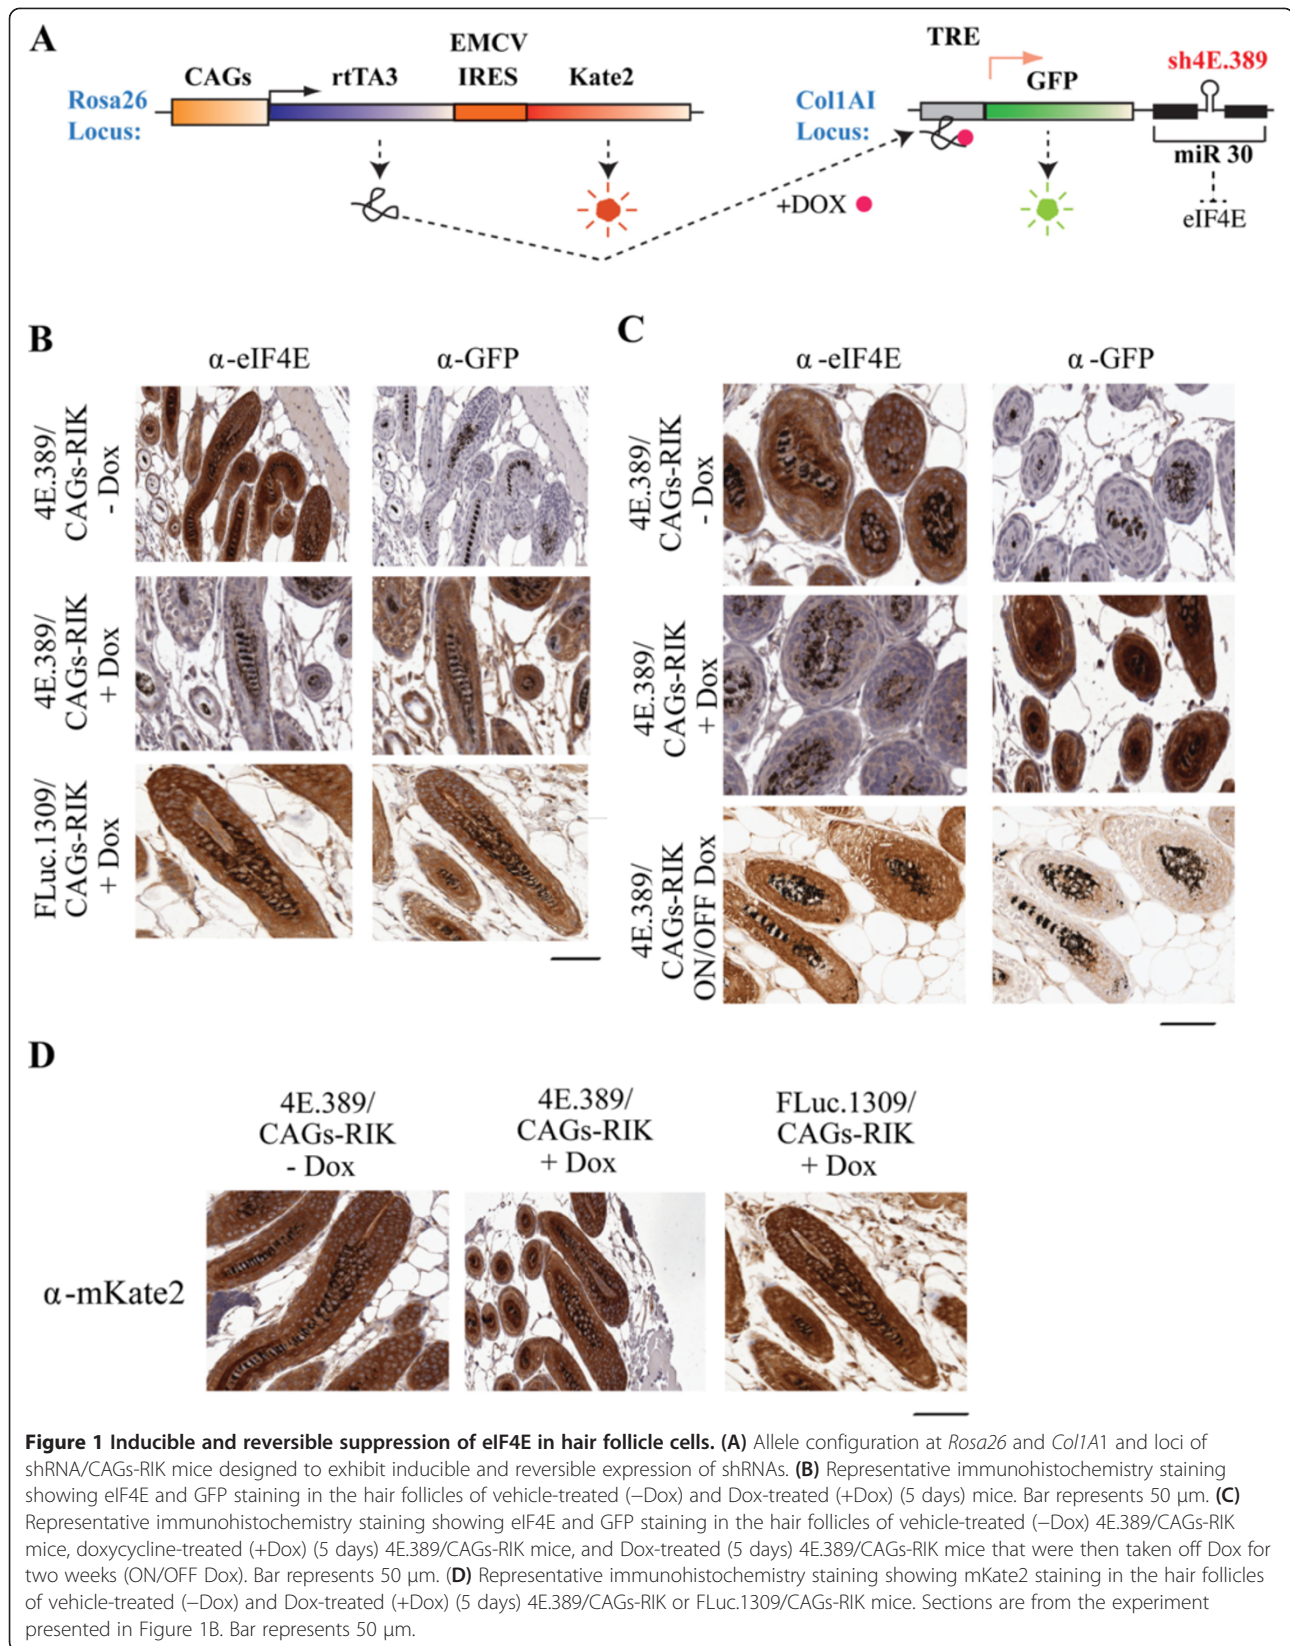 A
EMCV
CAGs rtTA3 IRES Kate2
Rosa26
Locus:
TRE
GFP
sh4E.389
Col1AI
Locus:
miR 30
+DOX
eIF4E
B
α-eIF4E α-GFP
4E.389/
CAGs-RIK
- Dox
4E.389/
CAGs-RIK
+ Dox
FLuc.1309/
CAGs-RIK
+ Dox
C
α-eIF4E α-GFP
4E.389/
CAGs-RIK
- Dox
4E.389/
CAGs-RIK
+ Dox
4E.389/
CAGs-RIK
ON/OFF Dox
D
4E.389/
CAGs-RIK
- Dox
4E.389/
CAGs-RIK
+ Dox
FLuc.1309/
CAGs-RIK
+ Dox
α-mKate2
Figure 1 Inducible and reversible suppression of eIF4E in hair follicle cells. (A) Allele configuration at Rosa26 and Col1A1 and loci of
shRNA/CAGs-RIK mice designed to exhibit inducible and reversible expression of shRNAs. (B) Representative immunohistochemistry staining
showing eIF4E and GFP staining in the hair follicles of vehicle-treated (−Dox) and Dox-treated (+Dox) (5 days) mice. Bar represents 50 μm. (C)
Representative immunohistochemistry staining showing eIF4E and GFP staining in the hair follicles of vehicle-treated (−Dox) 4E.389/CAGs-RIK
mice, doxycycline-treated (+Dox) (5 days) 4E.389/CAGs-RIK mice, and Dox-treated (5 days) 4E.389/CAGs-RIK mice that were then taken off Dox for
two weeks (ON/OFF Dox). Bar represents 50 μm. (D) Representative immunohistochemistry staining showing mKate2 staining in the hair follicles
of vehicle-treated (−Dox) and Dox-treated (+Dox) (5 days) 4E.389/CAGs-RIK or FLuc.1309/CAGs-RIK mice. Sections are from the experiment
presented in Figure 1B. Bar represents 50 μm.